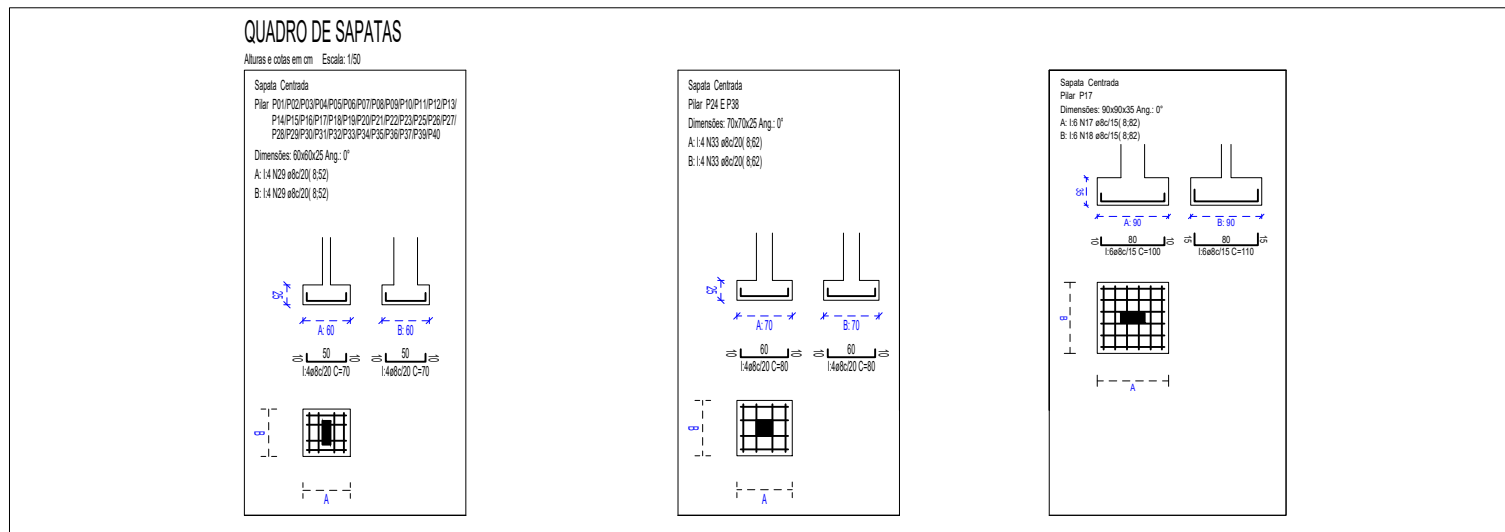 QUADRO DE SAPATAS
Alturas e cotas em cm Escala: 1/50
Sapata Centrada
Pilar P01/P02/P03/P04/P05/P06/P07/P08/P09/P10/P11/P12/P13/
P14/P15/P16/P17/P18/P19/P20/P21/P22/P23/P25/P26/P27/
P28/P29/P30/P31/P32/P33/P34/P35/P36/P37/P39/P40
Dimensões: 60x60x25 Ang.: 0°
A: I:4 N29 ø8c/20( 8;52)
B: I:4 N29 ø8c/20( 8;52)
25
A: 60
B: 60
10 50 10
I:4ø8c/20 C=70
10 50 10
I:4ø8c/20 C=70
B
A
Sapata Centrada
Pilar P24 E P38
Dimensões: 70x70x25 Ang.: 0°
A: I:4 N33 ø8c/20( 8;62)
B: I:4 N33 ø8c/20( 8;62)
25
A: 70
B: 70
10 60 10
I:4ø8c/20 C=80
10 60 10
I:4ø8c/20 C=80
B
A
Sapata Centrada
Pilar P17
Dimensões: 90x90x35 Ang.: 0°
A: I:6 N17 ø8c/15( 8;82)
B: I:6 N18 ø8c/15( 8;82)
35
A: 90
B: 90
10 80 10
I:6ø8c/15 C=100
15 80 15
I:6ø8c/15 C=110
B
A